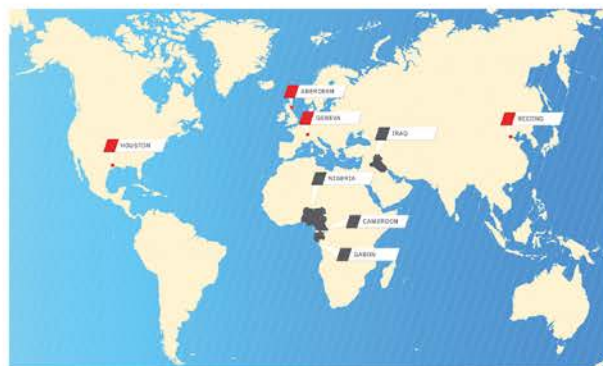 ABERDEEN
GENEVA
BEIJING
IRAQ
HOUSTON
NIGERIA
CAMEROON
GABON